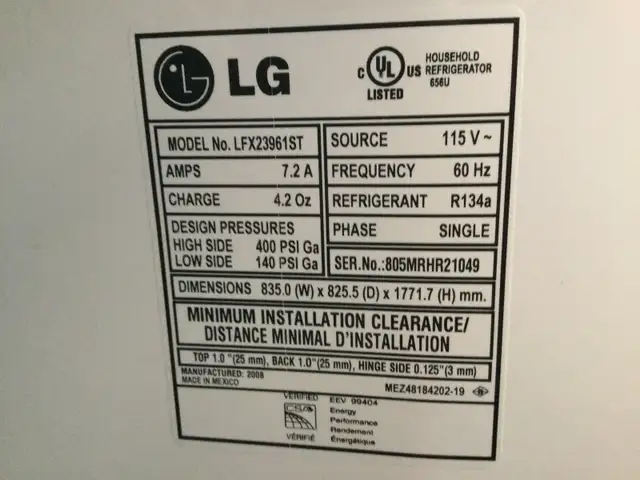 LG
C UL US LISTED
HOUSEHOLD
REFRIGERATOR
656U
MODEL No. LFX23961ST
AMPS 7.2 A
CHARGE 4.2 Oz
DESIGN PRESSURES
HIGH SIDE 400 PSI Ga
LOW SIDE 140 PSI Ga
SOURCE 115 V ~
FREQUENCY 60 Hz
REFRIGERANT R134a
PHASE SINGLE
SER.No.:805MRHR21049
DIMENSIONS 835.0 (W) x 825.5 (D) x 1771.7 (H) mm.
MINIMUM INSTALLATION CLEARANCE/
DISTANCE MINIMAL D'INSTALLATION
TOP 1.0"(25 mm), BACK 1.0"(25 mm), HINGE SIDE 0.125"(3 mm)
MANUFACTURED: 2008
MADE IN MEXICO
MEZ48184202-19
VERIFIED
CSA
VÉRIFIÉ
EEV 99404
Energy
Performance
Rendement
Énergétique